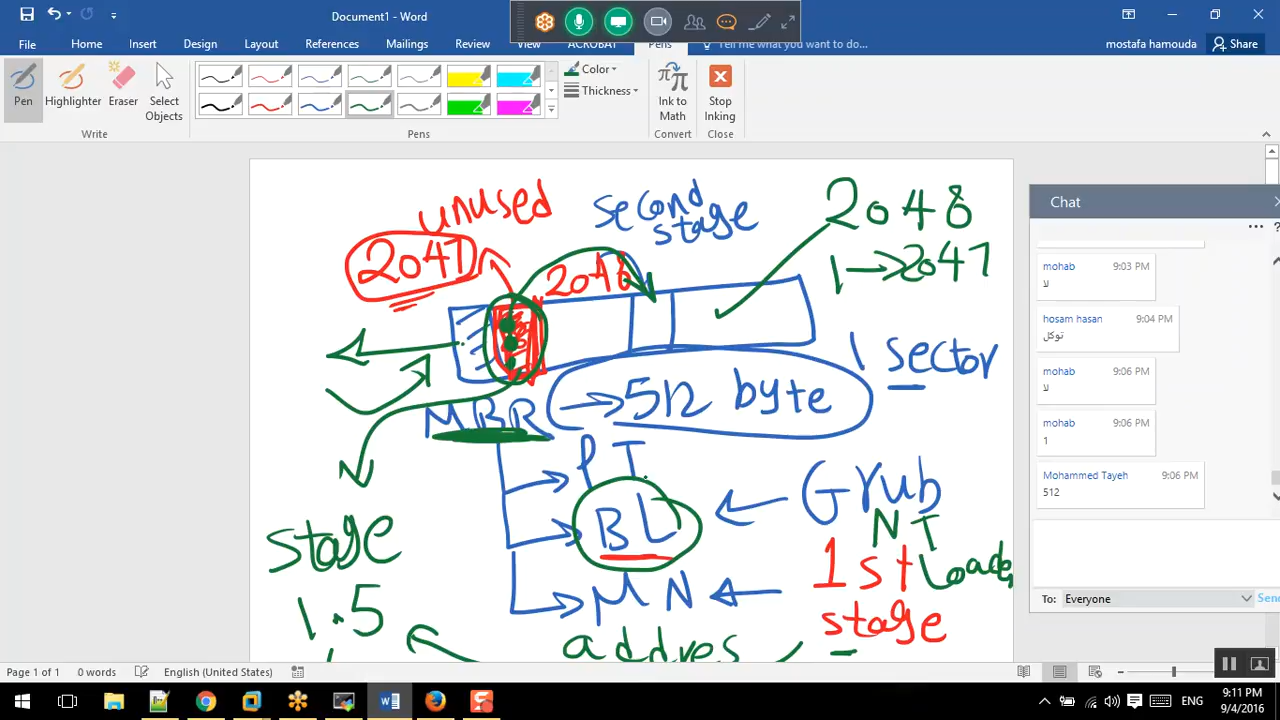 Document1 - Word
File
Home
Insert
Design
Layout
References
Mailings
Review
View
ACROBAT
Pens
Tell me what you want to do...
mostafa hamouda
Share
Pen
Highlighter
Eraser
Select Objects
Color
Thickness
Ink to Math
Stop Inking
Write
Pens
Convert
Close
unused
second stage
2048
2047
2048
1 → 2047
1 sector
MBR
→ 512 byte
PT
BL
Grub
NT
Loader
MN
1st
stage
stage
1.5
addres
Chat
mohab 9:03 PM
لا
hosam hasan 9:04 PM
توكل
mohab 9:06 PM
لا
mohab 9:06 PM
1
Mohammed Tayeh 9:06 PM
512
To: Everyone
Send
Page 1 of 1
0 words
English (United States)
ENG
9:11 PM
9/4/2016